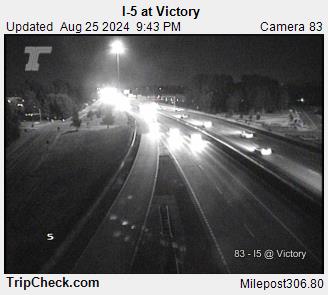 I-5 at Victory
Updated  Aug 25 2024  9:43 PM
Camera 83
T
S
83 - I5 @ Victory
TripCheck.com
Milepost306.80